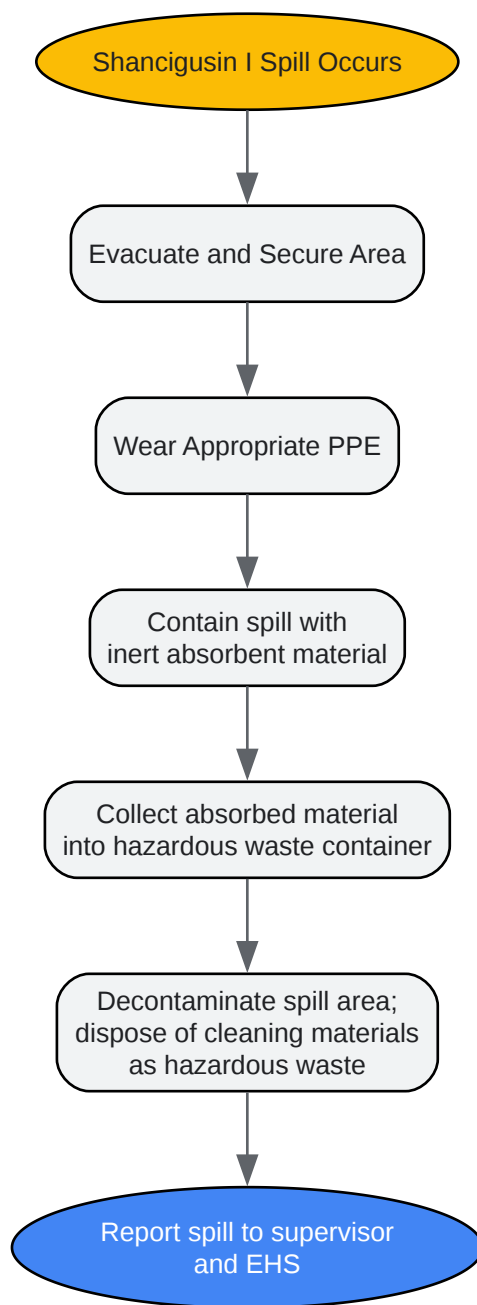 Shancigusin I Spill Occurs
Evacuate and Secure Area
Wear Appropriate PPE
Contain spill with
inert absorbent material
Collect absorbed material
into hazardous waste container
Decontaminate spill area;
dispose of cleaning materials
as hazardous waste
Report spill to supervisor
and EHS